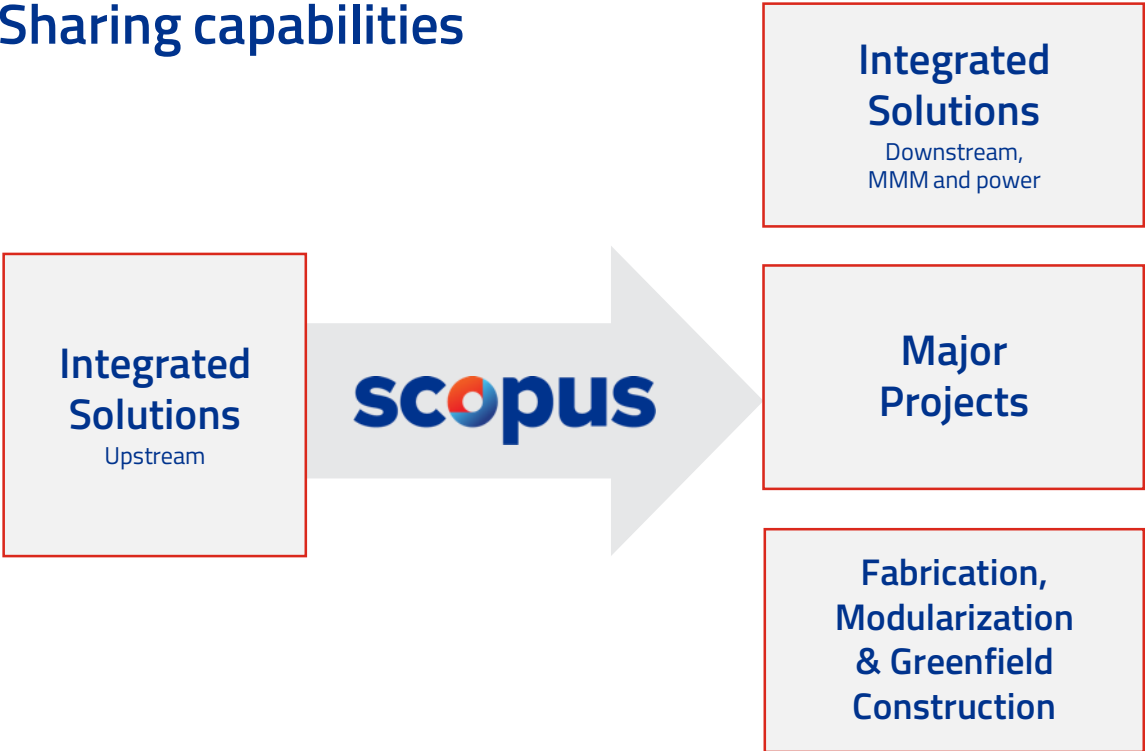 Sharing capabilities
Integrated
Solutions
Upstream
scopus
Integrated
Solutions
Downstream,
MMM and power
Major
Projects
Fabrication,
Modularization
& Greenfield
Construction